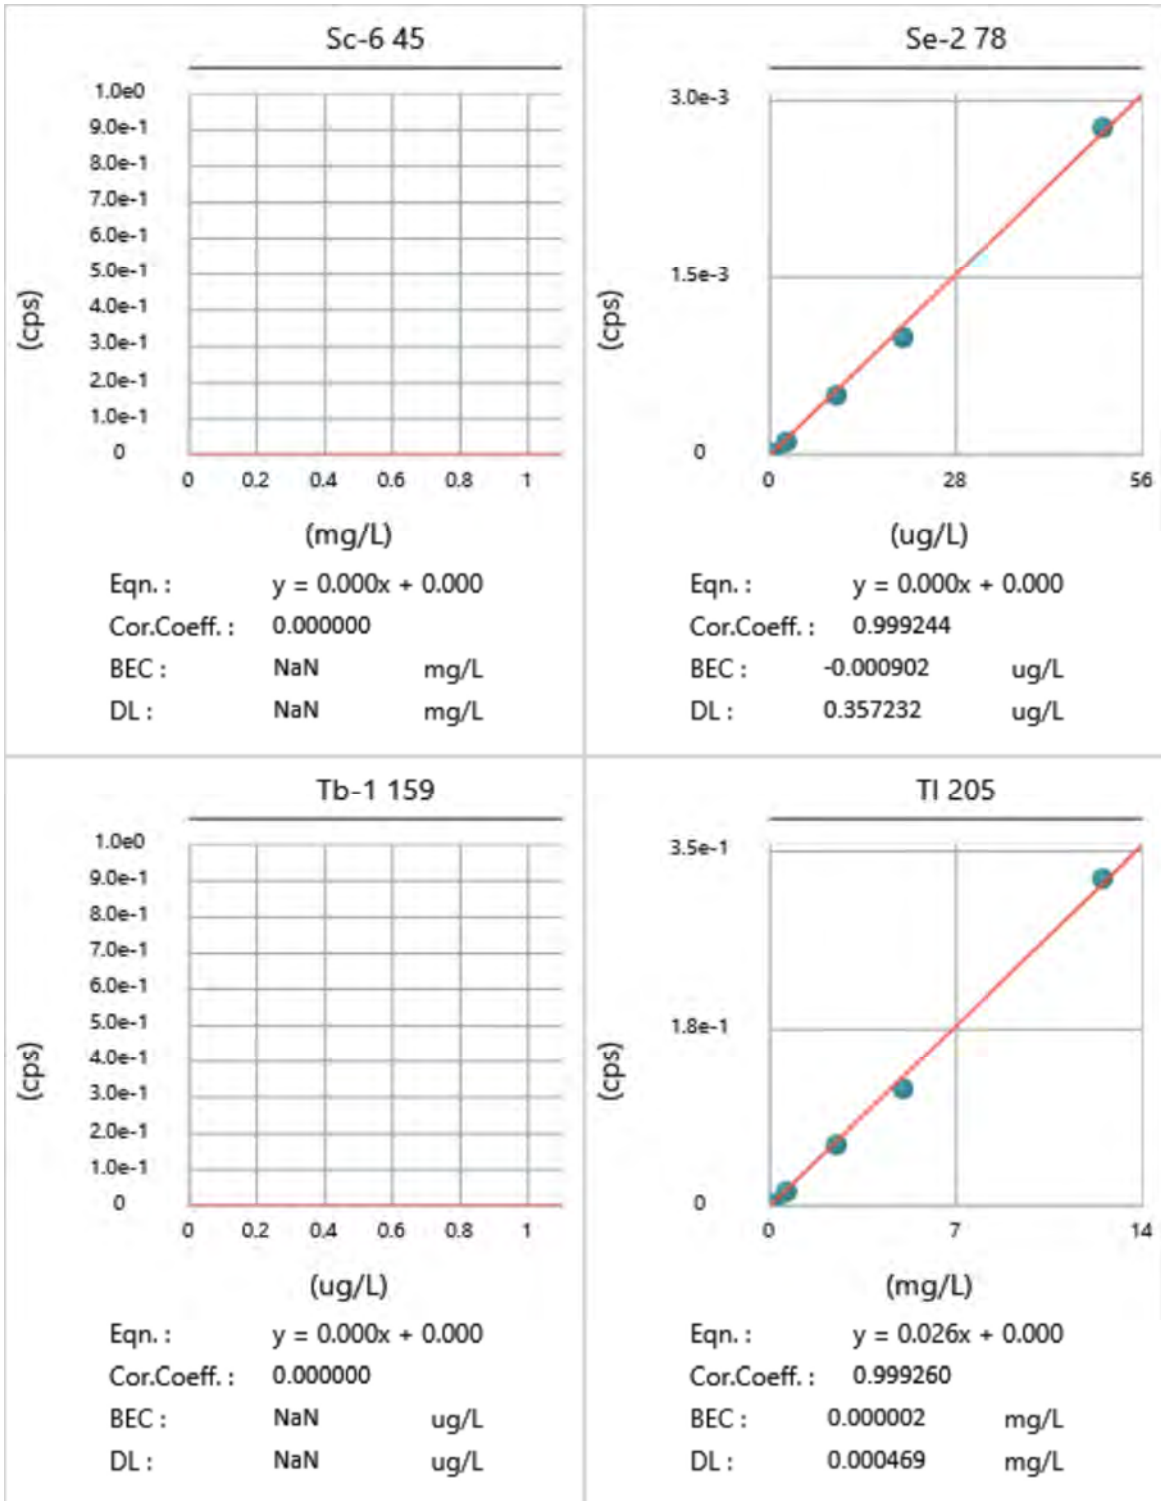 Sc-6 45
1.0e0
9.0e-1
8.0e-1
7.0e-1
6.0e-1
5.0e-1
4.0e-1
3.0e-1
2.0e-1
1.0e-1
0
(cps)
0 0.2 0.4 0.6 0.8 1
(mg/L)
Eqn. : y = 0.000x + 0.000
Cor.Coeff. : 0.000000
BEC : NaN mg/L
DL : NaN mg/L
Se-2 78
3.0e-3
1.5e-3
0
(cps)
0 28 56
(ug/L)
Eqn. : y = 0.000x + 0.000
Cor.Coeff. : 0.999244
BEC : -0.000902 ug/L
DL : 0.357232 ug/L
Tb-1 159
1.0e0
9.0e-1
8.0e-1
7.0e-1
6.0e-1
5.0e-1
4.0e-1
3.0e-1
2.0e-1
1.0e-1
0
(cps)
0 0.2 0.4 0.6 0.8 1
(ug/L)
Eqn. : y = 0.000x + 0.000
Cor.Coeff. : 0.000000
BEC : NaN ug/L
DL : NaN ug/L
Tl 205
3.5e-1
1.8e-1
0
(cps)
0 7 14
(mg/L)
Eqn. : y = 0.026x + 0.000
Cor.Coeff. : 0.999260
BEC : 0.000002 mg/L
DL : 0.000469 mg/L